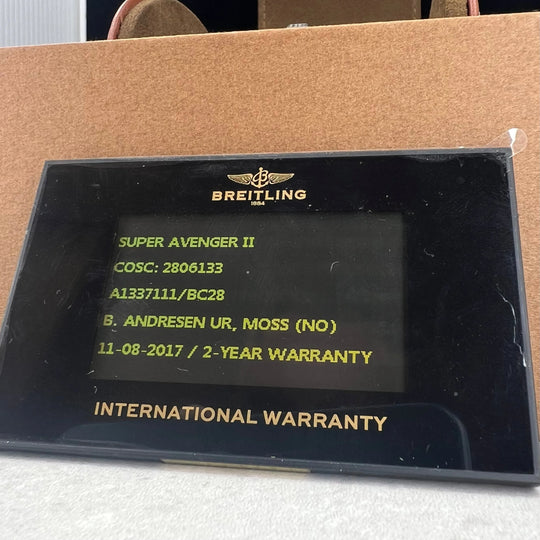 BREITLING
1884
SUPER AVENGER II
COSC: 2806133
A1337111/BC28
B. ANDRESEN UR, MOSS (NO)
11-08-2017 / 2-YEAR WARRANTY
INTERNATIONAL WARRANTY